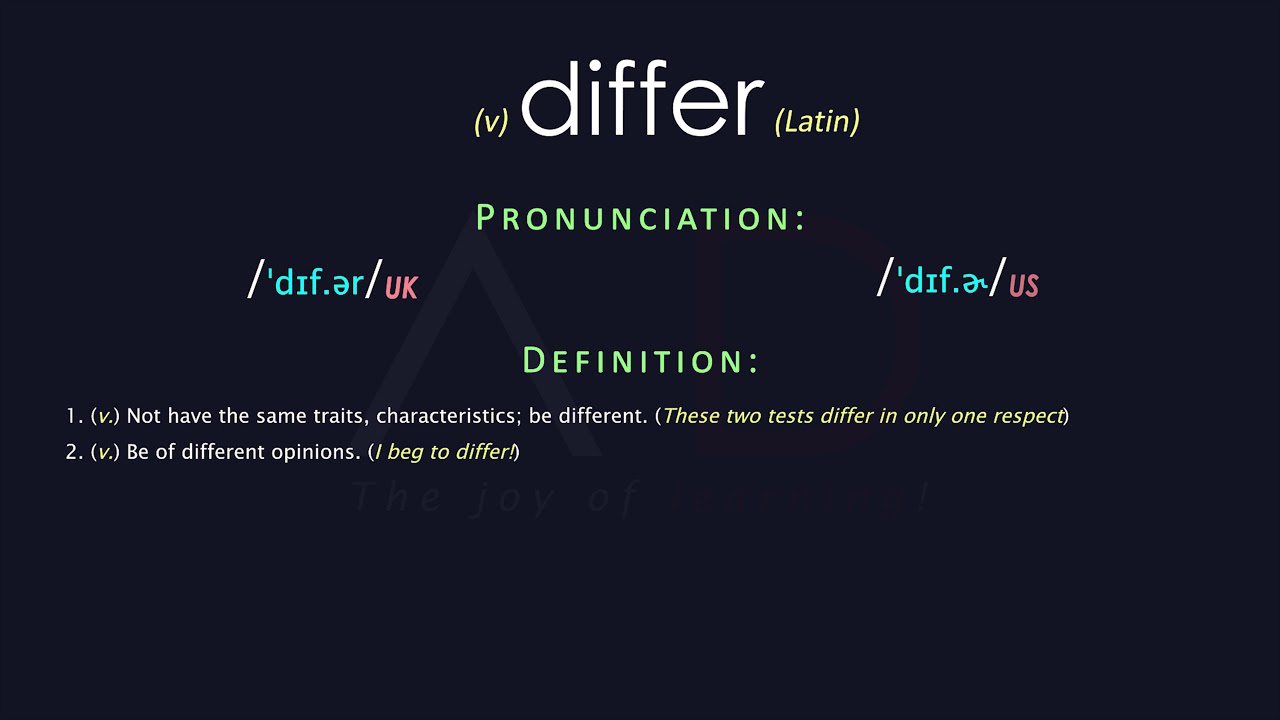 (v) differ (Latin)
PRONUNCIATION:
/ˈdɪf.ər/UK /ˈdɪf.ɚ/US
DEFINITION:
1. (v.) Not have the same traits, characteristics; be different. (These two tests differ in only one respect)
2. (v.) Be of different opinions. (I beg to differ!)
A D
The joy of learning!